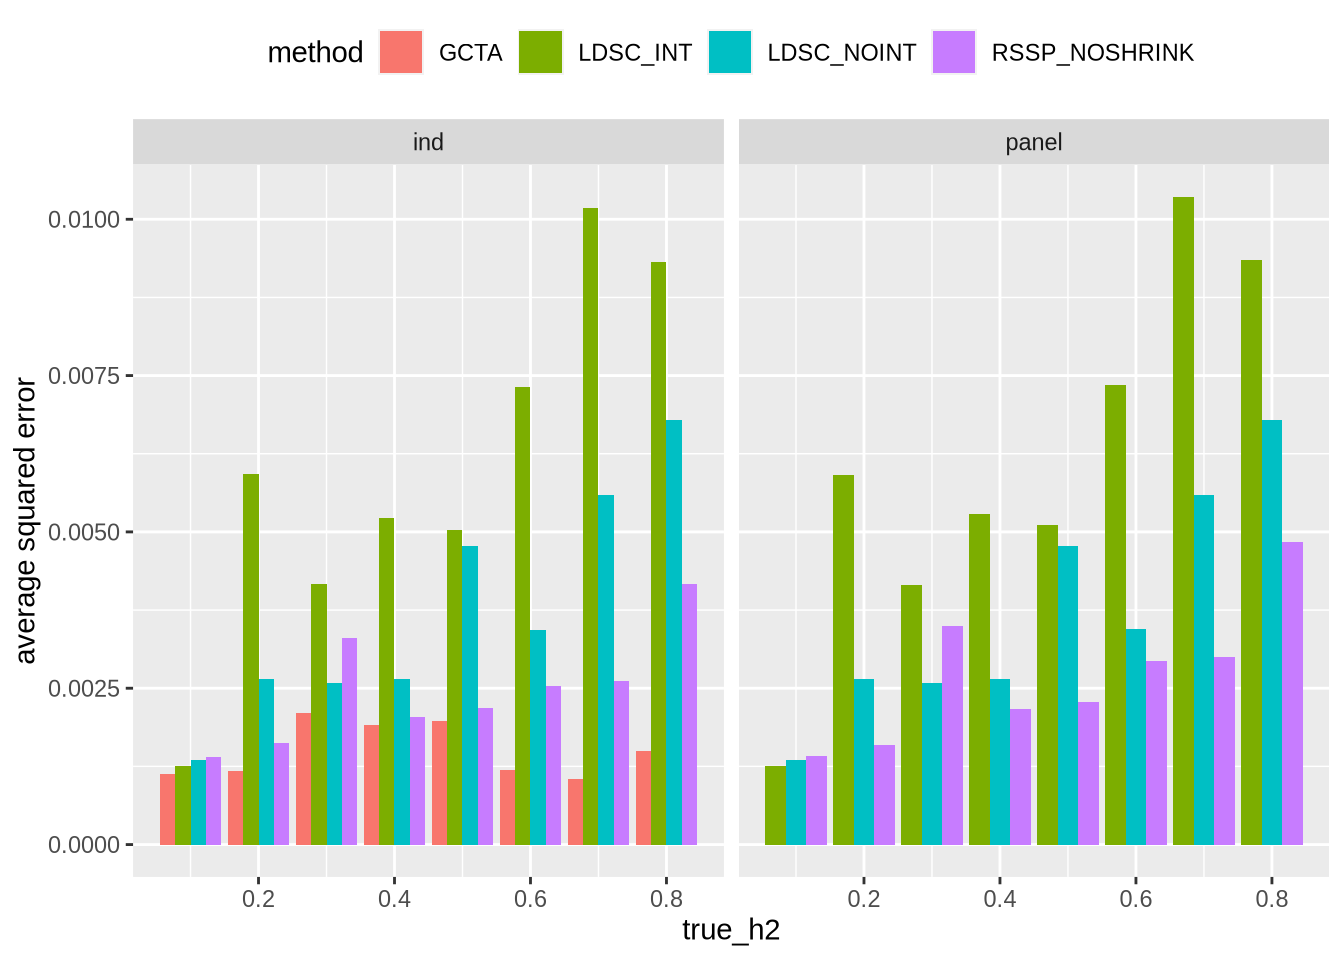 method GCTA LDSC_INT LDSC_NOINT RSSP_NOSHRINK
ind panel
0.0100
0.0075
0.0050
0.0025
0.0000
average squared error
0.2 0.4 0.6 0.8 0.2 0.4 0.6 0.8
true_h2